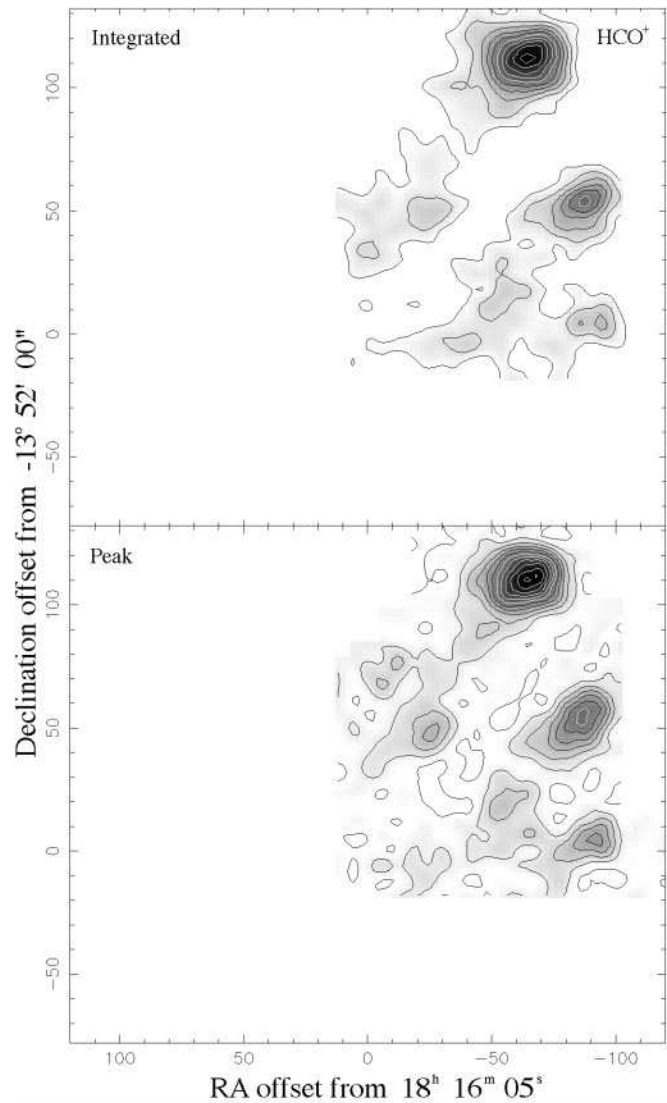 Integrated
HCO⁺
100
50
0
−50
Peak
100
50
0
−50
100
50
0
−50
−100
Declination offset from -13° 52' 00"
RA offset from 18ʰ 16ᵐ 05ˢ